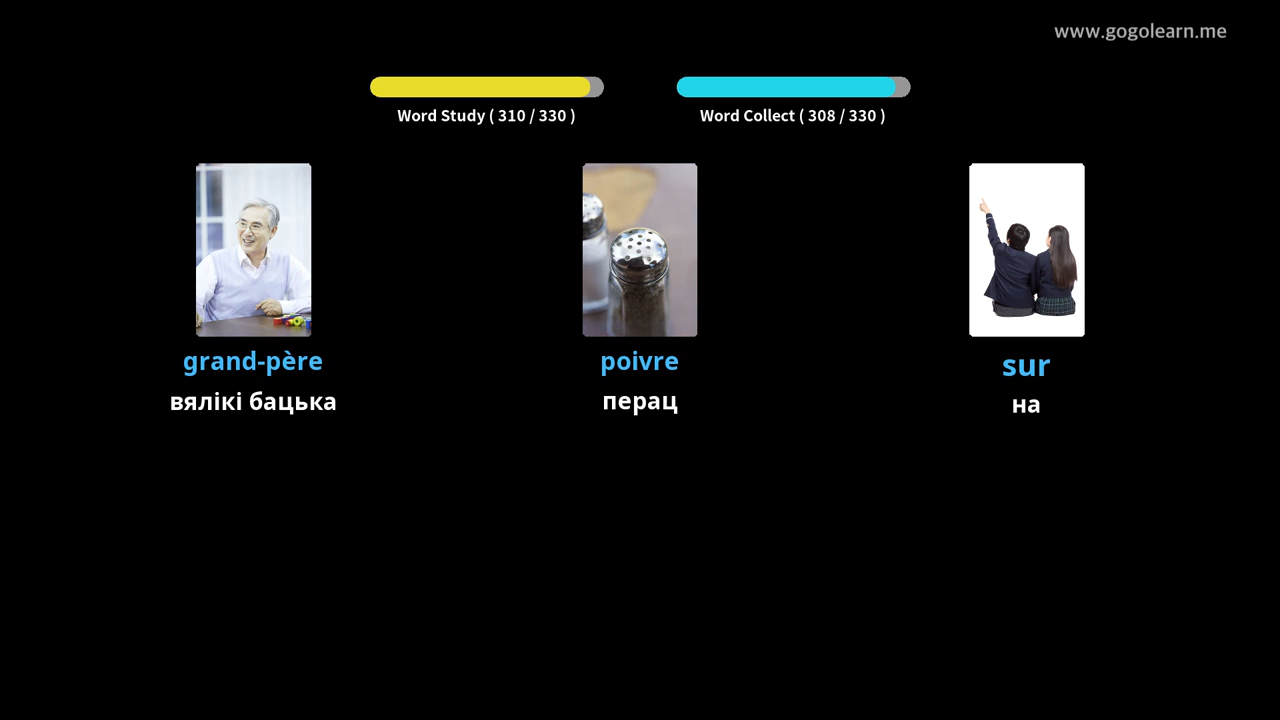 www.gogolearn.me
Word Study ( 310 / 330 )
Word Collect ( 308 / 330 )
grand-père
poivre
sur
вялікі бацька
перац
на